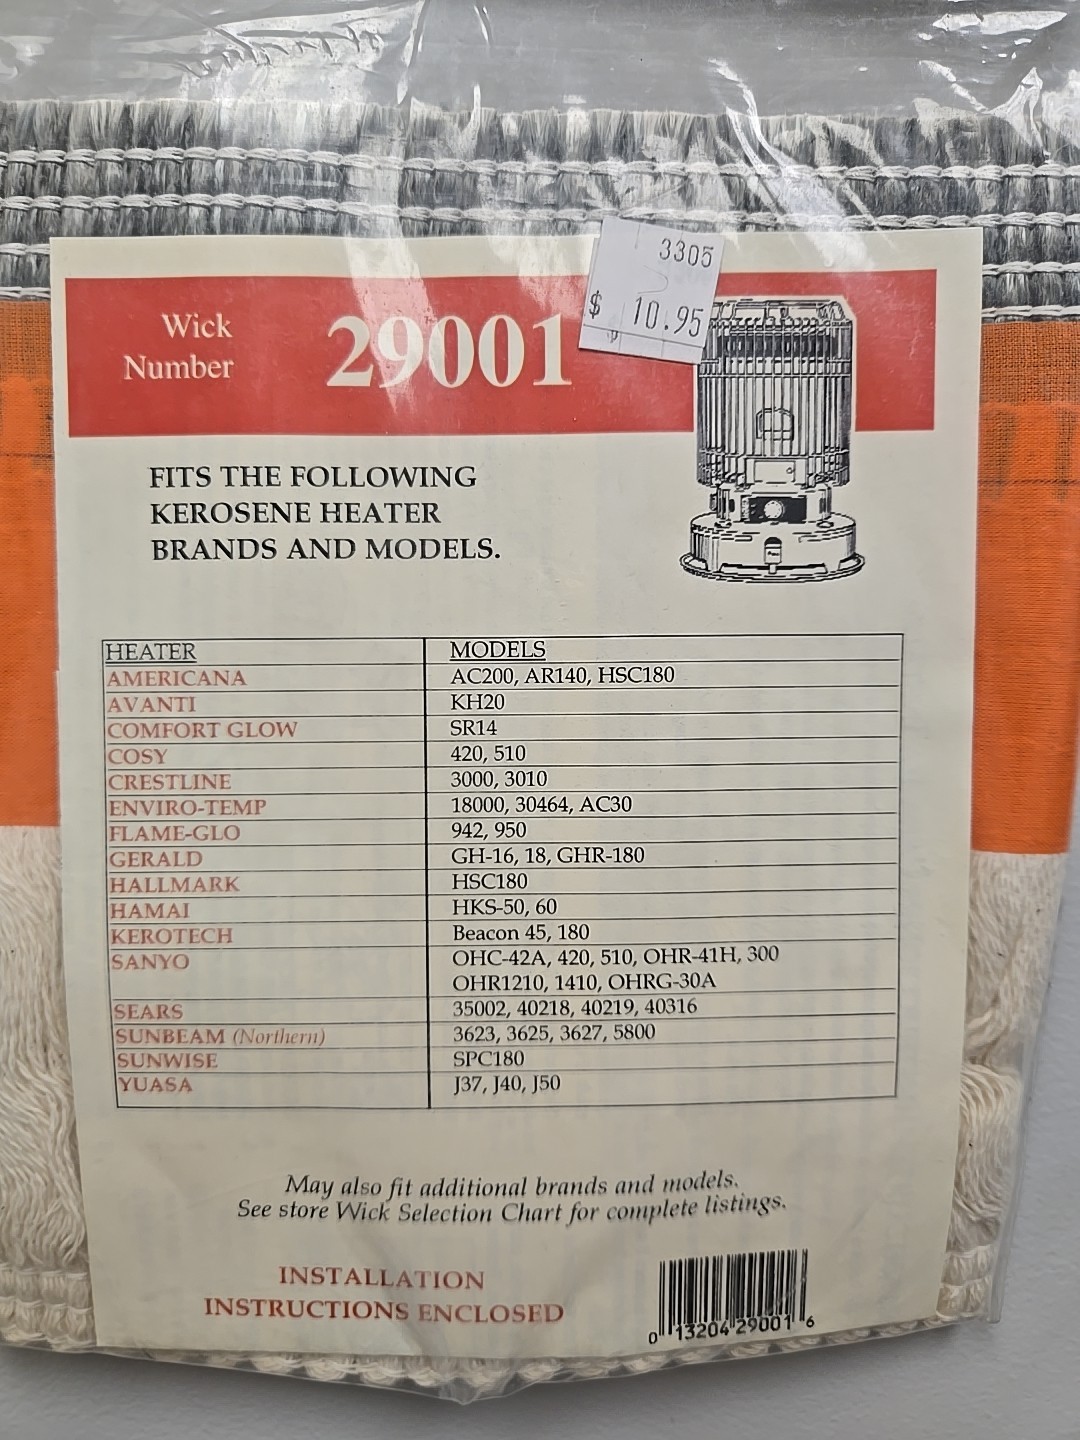 3305
$ 10.95
$
Wick
Number
29001
FITS THE FOLLOWING
KEROSENE HEATER
BRANDS AND MODELS.
HEATER MODELS
AMERICANA AC200, AR140, HSC180
AVANTI KH20
COMFORT GLOW SR14
COSY 420, 510
CRESTLINE 3000, 3010
ENVIRO-TEMP 18000, 30464, AC30
FLAME-GLO 942, 950
GERALD GH-16, 18, GHR-180
HALLMARK HSC180
HAMAI HKS-50, 60
KEROTECH Beacon 45, 180
SANYO OHC-42A, 420, 510, OHR-41H, 300
OHR1210, 1410, OHRG-30A
SEARS 35002, 40218, 40219, 40316
SUNBEAM (Northern) 3623, 3625, 3627, 5800
SUNWISE SPC180
YUASA J37, J40, J50
May also fit additional brands and models.
See store Wick Selection Chart for complete listings.
INSTALLATION
INSTRUCTIONS ENCLOSED
0 13204 29001 6